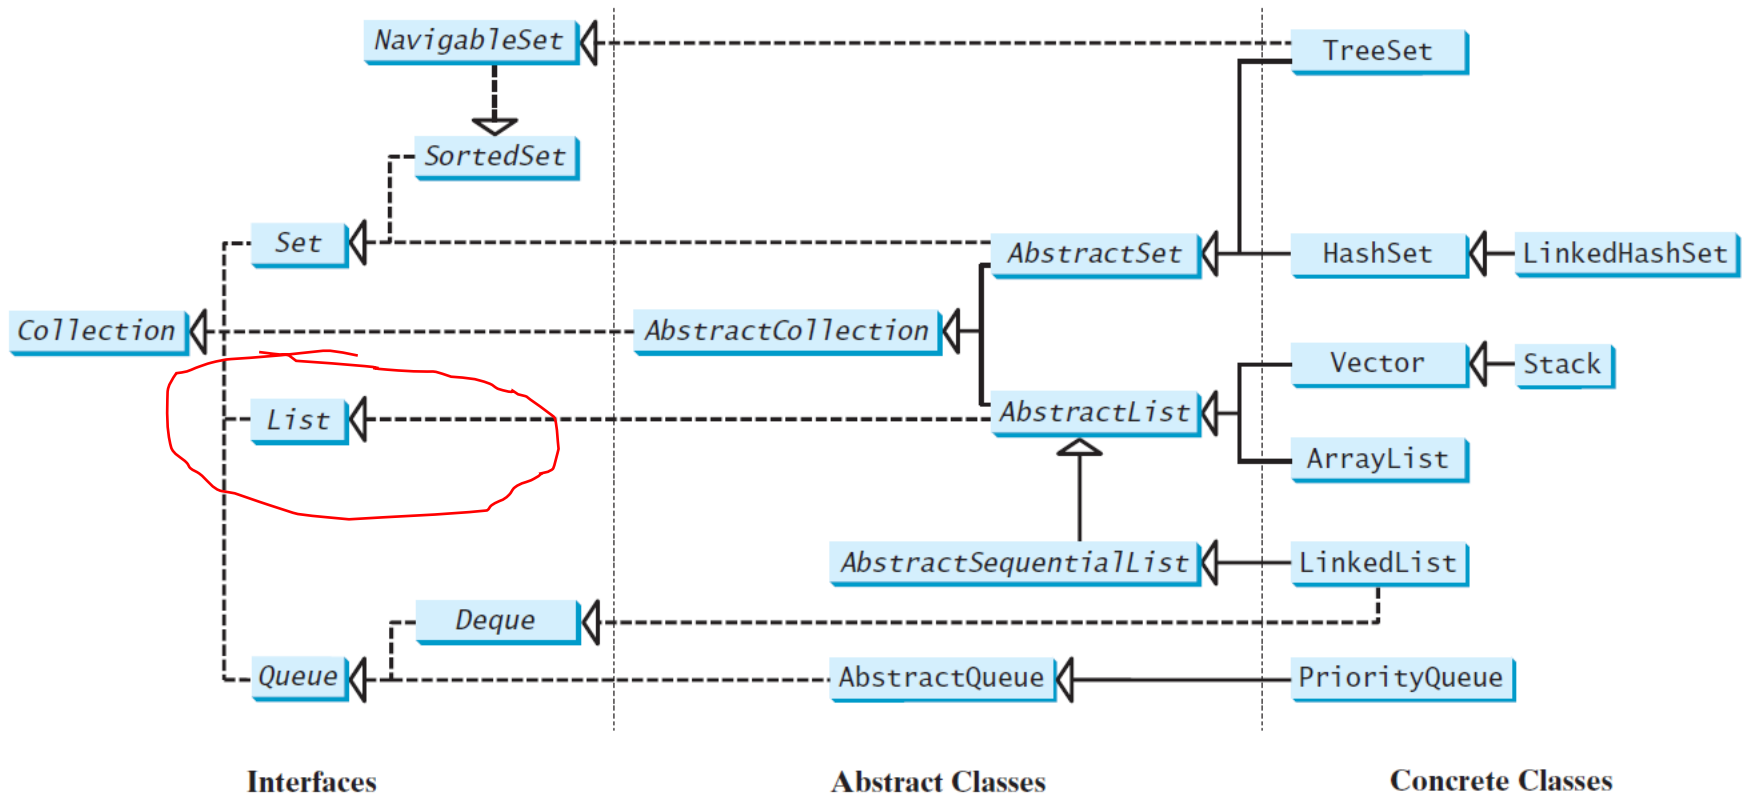 NavigableSet
TreeSet
SortedSet
Set
AbstractSet
HashSet
LinkedHashSet
Collection
AbstractCollection
Vector
Stack
List
AbstractList
ArrayList
AbstractSequentialList
LinkedList
Deque
Queue
AbstractQueue
PriorityQueue
Interfaces
Abstract Classes
Concrete Classes